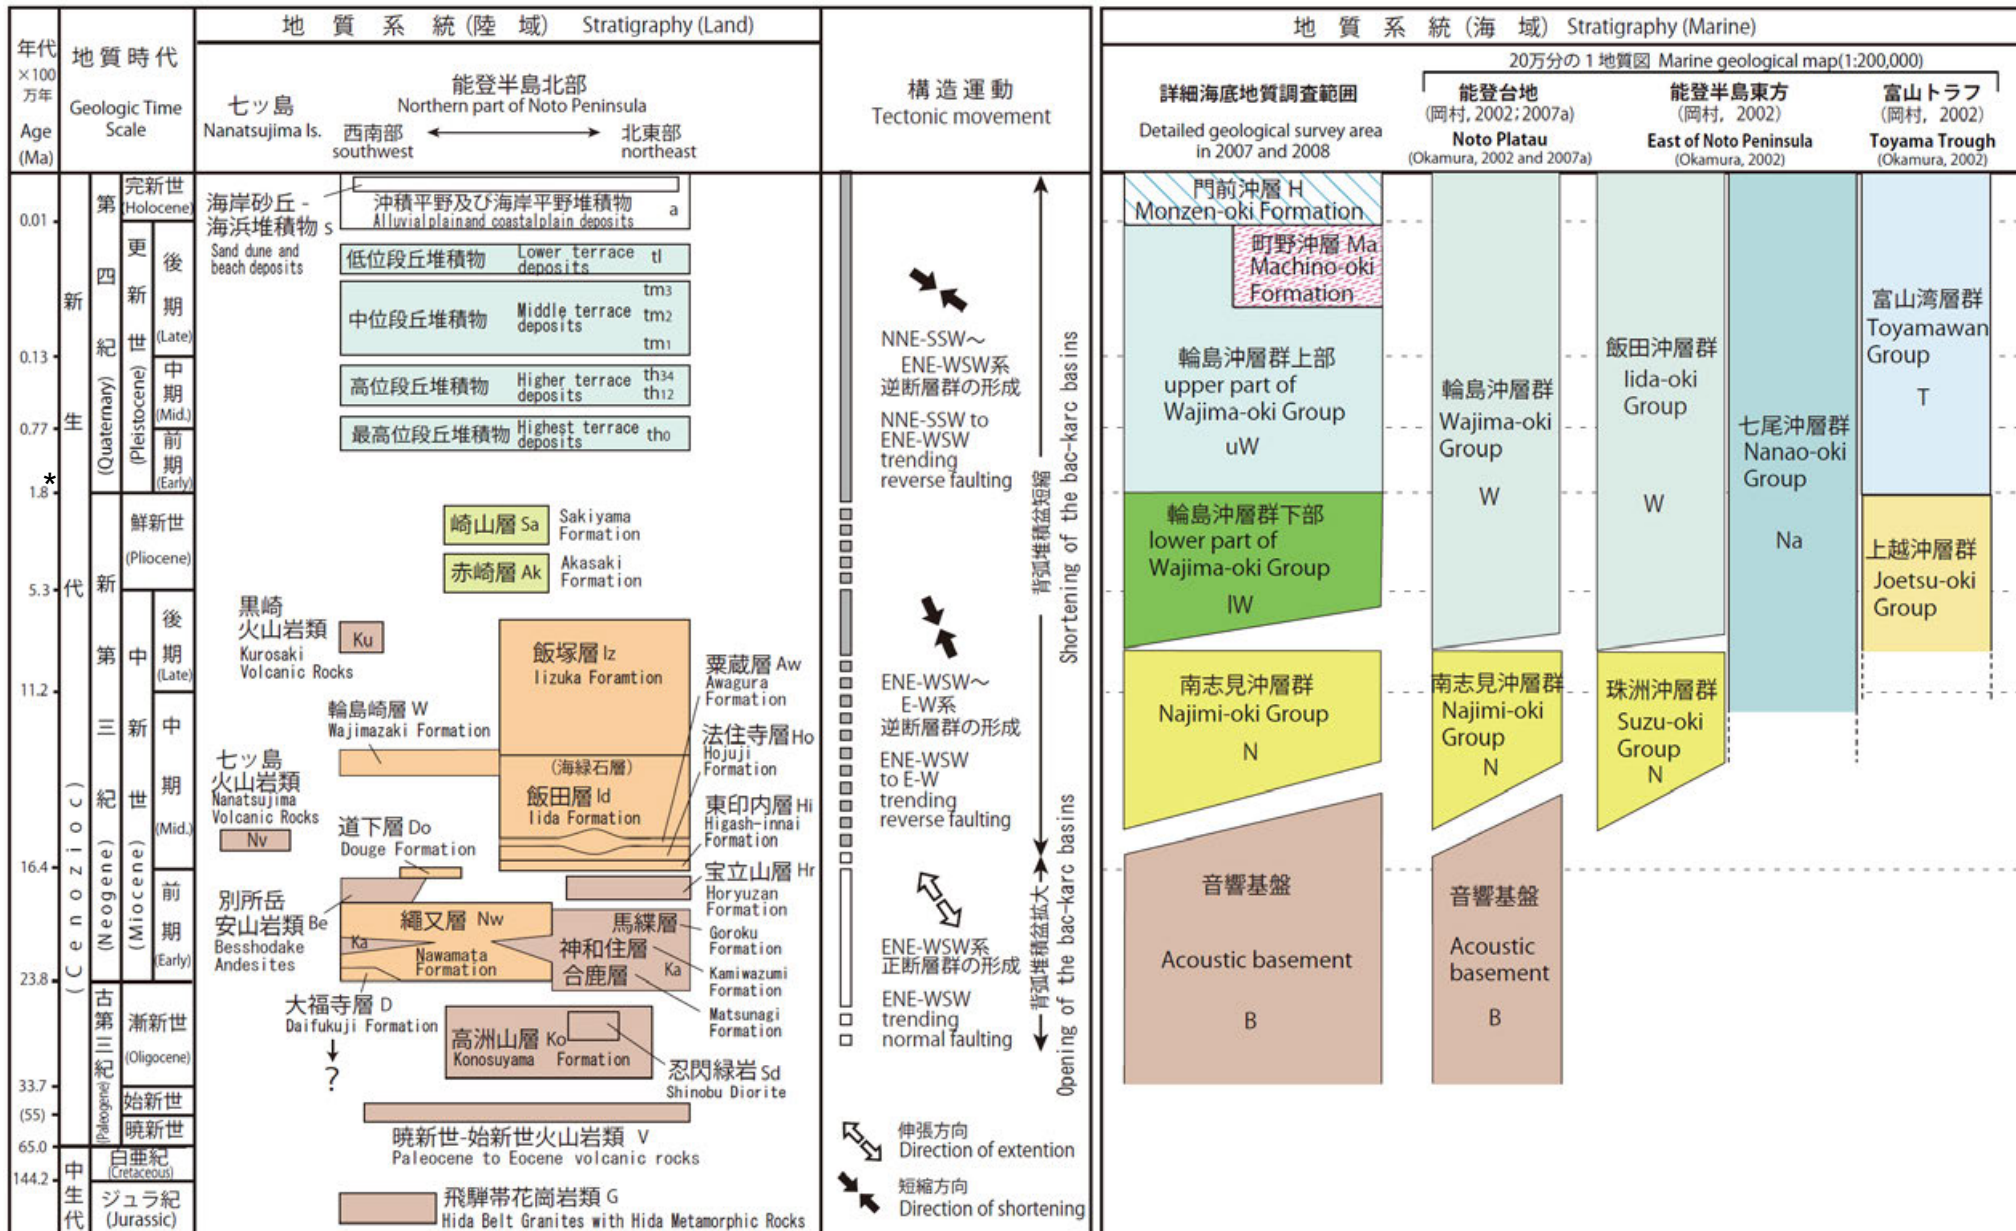 年代
×100
万年
Age
(Ma)
地質時代
Geologic Time
Scale
地 質 系 統 (陸 域) Stratigraphy (Land)
七ッ島
Nanatsujima Is.
能登半島北部
Northern part of Noto Peninsula
西南部
southwest
北東部
northeast
構造運動
Tectonic movement
地 質 系 統 (海 域) Stratigraphy (Marine)
20万分の1地質図 Marine geological map(1:200,000)
詳細海底地質調査範囲
Detailed geological survey area
in 2007 and 2008
能登台地
(岡村, 2002;2007a)
Noto Platau
(Okamura, 2002 and 2007a)
能登半島東方
(岡村, 2002)
East of Noto Peninsula
(Okamura, 2002)
富山トラフ
(岡村, 2002)
Toyama Trough
(Okamura, 2002)
0.01
0.13
0.77
*
1.8
5.3
11.2
16.4
23.8
33.7
(55)
65.0
144.2
新生代
(Cenozioc)
中生代
第四紀
(Quaternary)
新第三紀
(Neogene)
古第三紀
(Paleogene)
完新世
(Holocene)
更新世
(Pleistocene)
後期
(Late)
中期
(Mid.)
前期
(Early)
鮮新世
(Pliocene)
中新世
(Miocene)
後期
(Late)
中期
(Mid.)
前期
(Early)
漸新世
(Oligocene)
始新世
暁新世
白亜紀
(Cretaceous)
ジュラ紀
(Jurassic)
海岸砂丘 -
海浜堆積物 s
Sand dune and
beach deposits
沖積平野及び海岸平野堆積物
Alluvial plain and coastal plain deposits
a
低位段丘堆積物 Lower terrace deposits tl
中位段丘堆積物 Middle terrace deposits
tm3
tm2
tm1
高位段丘堆積物 Higher terrace deposits
th34
th12
最高位段丘堆積物 Highest terrace deposits th0
崎山層 Sa
Sakiyama
Formation
赤崎層 Ak
Akasaki
Formation
黒崎
火山岩類
Kurosaki
Volcanic Rocks
Ku
飯塚層 Iz
Iizuka Foramtion
粟蔵層 Aw
Awagura
Formation
輪島崎層 W
Wajimazaki Formation
法住寺層 Ho
Hojuji
Formation
(海緑石層)
七ッ島
火山岩類
Nanatsujima
Volcanic Rocks
Nv
飯田層 Id
Iida Formation
東印内層 Hi
Higash-innai
Formation
道下層 Do
Douge Formation
宝立山層 Hr
Horyuzan
Formation
別所岳
安山岩類 Be
Besshodake
Andesites
縄又層 Nw
Nawamata
Formation
Ka
馬緤層
Goroku
Formation
神和住層
Kamiwazumi
Formation
合鹿層
Ka
Matsunagi
Formation
大福寺層 D
Daifukuji Formation
?
高洲山層 Ko
Konosuyama Formation
忍閃緑岩 Sd
Shinobu Diorite
暁新世-始新世火山岩類 V
Paleocene to Eocene volcanic rocks
飛騨帯花崗岩類 G
Hida Belt Granites with Hida Metamorphic Rocks
NNE-SSW～
ENE-WSW系
逆断層群の形成
NNE-SSW to
ENE-WSW
trending
reverse faulting
ENE-WSW～
E-W系
逆断層群の形成
ENE-WSW
to E-W
trending
reverse faulting
ENE-WSW系
正断層群の形成
ENE-WSW
trending
normal faulting
伸張方向
Direction of extention
短縮方向
Direction of shortening
背弧堆積盆短縮
Shortening of the bac-karc basins
背弧堆積盆拡大
Opening of the bac-karc basins
門前沖層 H
Monzen-oki Formation
町野沖層 Ma
Machino-oki
Formation
輪島沖層群上部
upper part of
Wajima-oki Group
uW
輪島沖層群下部
lower part of
Wajima-oki Group
lW
南志見沖層群
Najimi-oki Group
N
音響基盤
Acoustic basement
B
輪島沖層群
Wajima-oki
Group
W
南志見沖層群
Najimi-oki
Group
N
音響基盤
Acoustic
basement
B
飯田沖層群
Iida-oki
Group
W
珠洲沖層群
Suzu-oki
Group
N
七尾沖層群
Nanao-oki
Group
Na
富山湾層群
Toyamawan
Group
T
上越沖層群
Joetsu-oki
Group